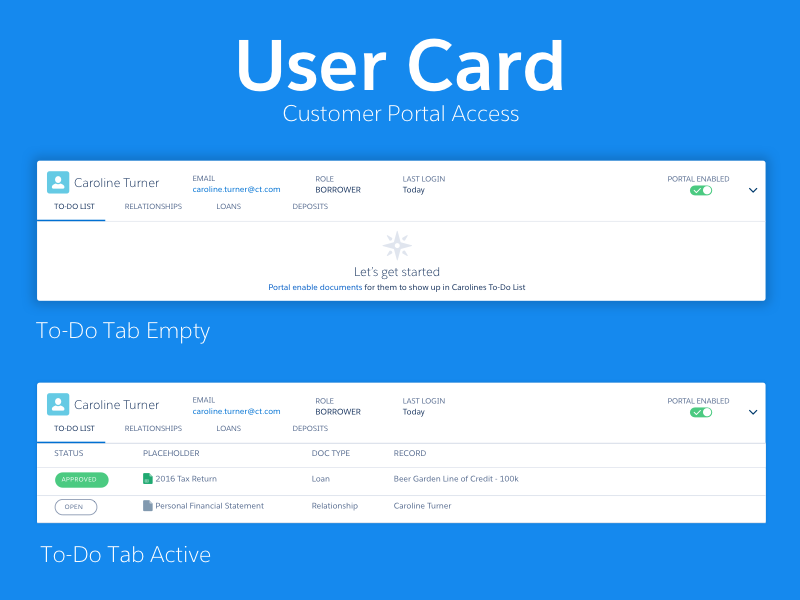 User Card
Customer Portal Access
Caroline Turner
EMAIL
caroline.turner@ct.com
ROLE
BORROWER
LAST LOGIN
Today
PORTAL ENABLED
TO-DO LIST RELATIONSHIPS LOANS DEPOSITS
Let's get started
Portal enable documents for them to show up in Carolines To-Do List
To-Do Tab Empty
Caroline Turner
EMAIL
caroline.turner@ct.com
ROLE
BORROWER
LAST LOGIN
Today
PORTAL ENABLED
TO-DO LIST RELATIONSHIPS LOANS DEPOSITS
STATUS PLACEHOLDER DOC TYPE RECORD
APPROVED 2016 Tax Return Loan Beer Garden Line of Credit - 100k
OPEN Personal Financial Statement Relationship Caroline Turner
To-Do Tab Active